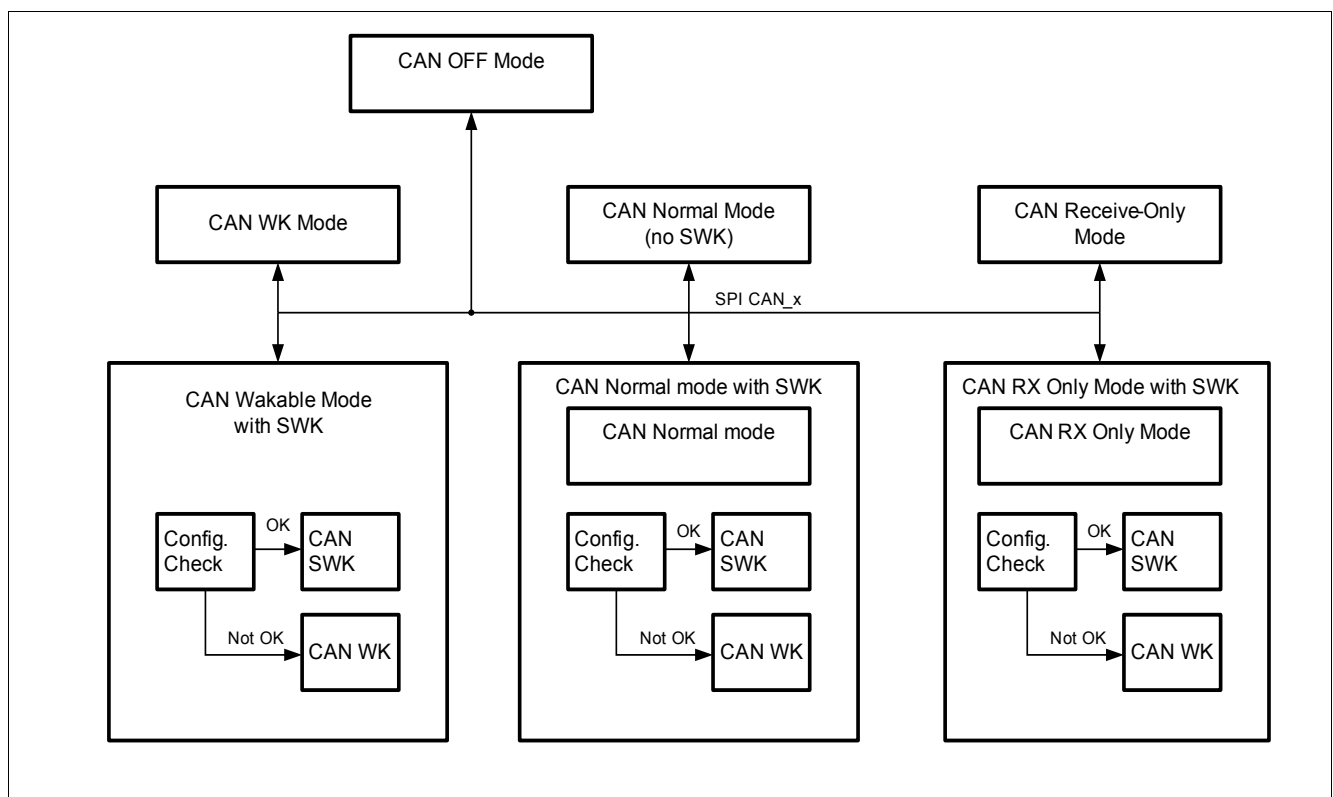 CAN OFF Mode
CAN WK Mode
CAN Normal Mode
(no SWK)
CAN Receive-Only
Mode
SPI CAN_x
CAN Wakable Mode
with SWK
Config.
Check
OK
CAN
SWK
Not OK
CAN WK
CAN Normal mode with SWK
CAN Normal mode
Config.
Check
OK
CAN
SWK
Not OK
CAN WK
CAN RX Only Mode with SWK
CAN RX Only Mode
Config.
Check
OK
CAN
SWK
Not OK
CAN WK